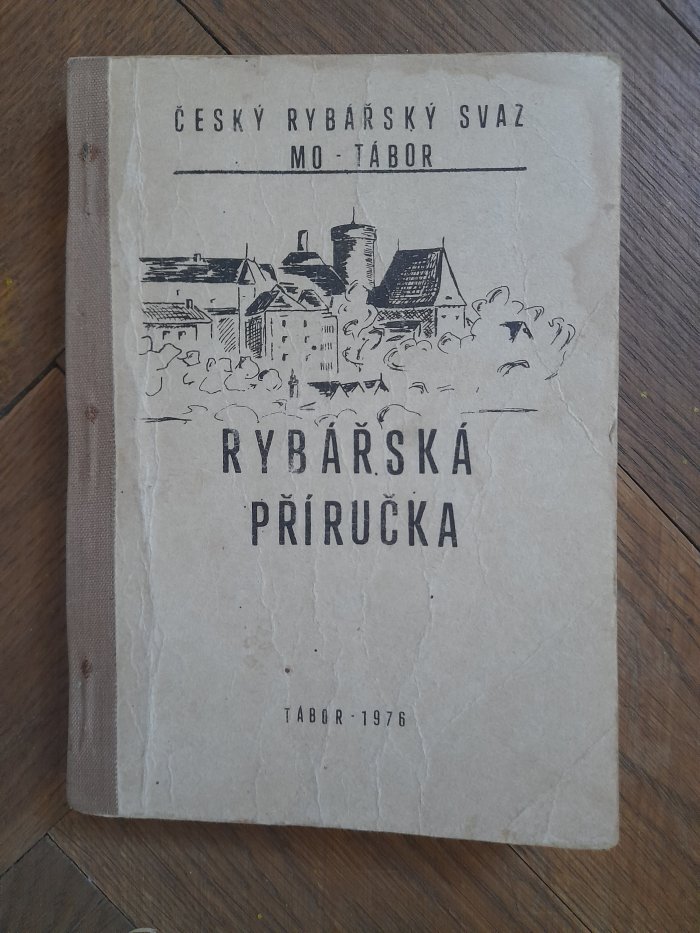 ČESKÝ RYBÁŘSKÝ SVAZ
MO - TÁBOR
RYBÁŘSKÁ
PŘÍRUČKA
TÁBOR - 1976